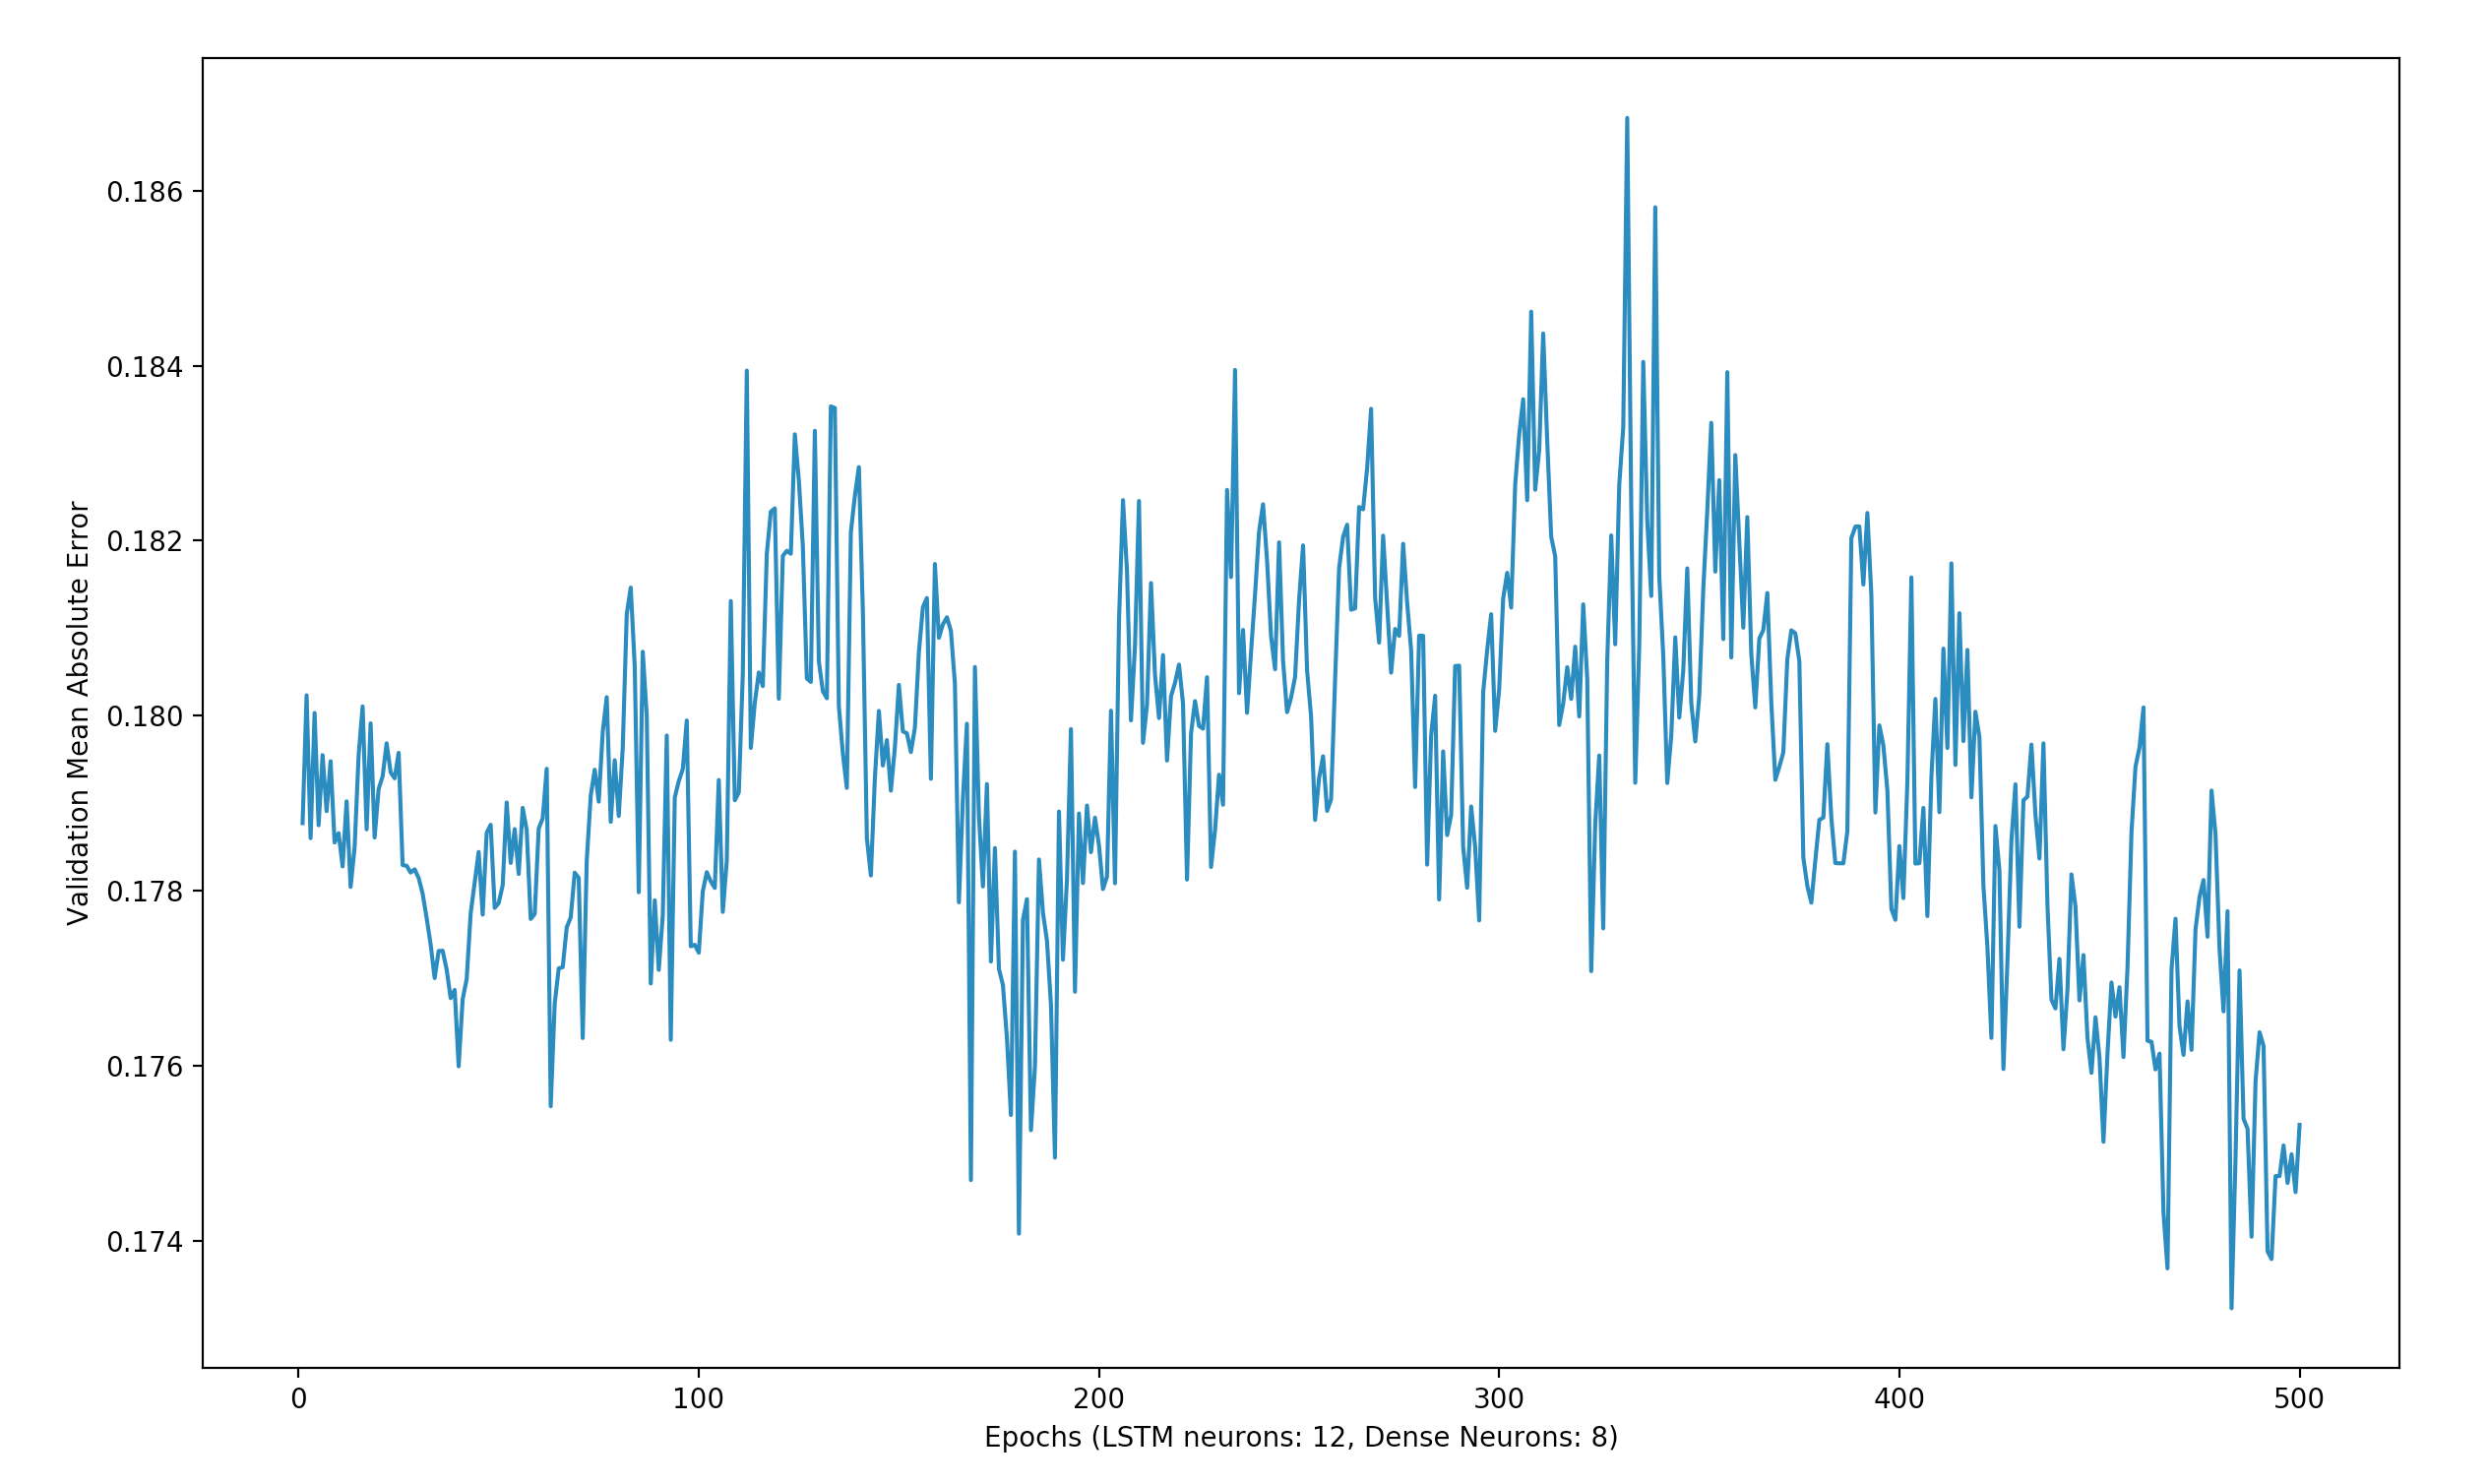 Validation Mean Absolute Error
0.186
0.184
0.182
0.180
0.178
0.176
0.174
0 100 200 300 400 500
Epochs (LSTM neurons: 12, Dense Neurons: 8)